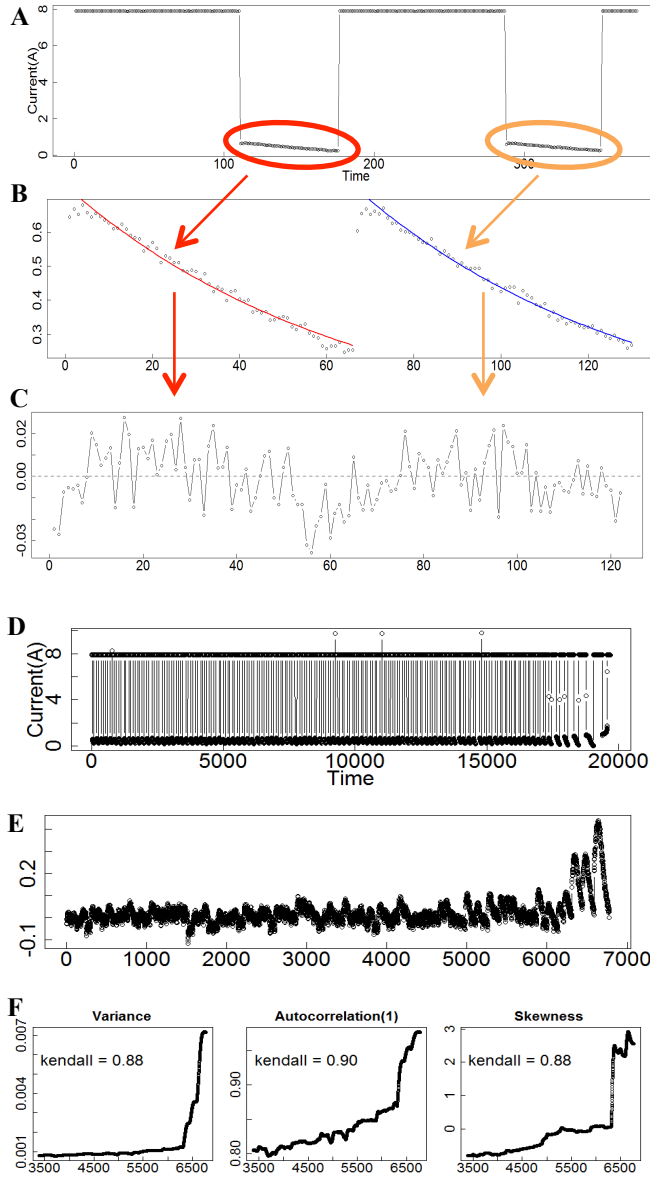 A
Current(A)
8
4
2
0
0 100 200 300
Time
B
0.6
0.5
0.4
0.3
0 20 40 60 80 100 120
C
0.02
0.00
-0.03
0 20 40 60 80 100 120
D
Current(A)
8
4
0
0 5000 10000 15000 20000
Time
E
0.2
-0.1
0 1000 2000 3000 4000 5000 6000 7000
F
Variance Autocorrelation(1) Skewness
kendall = 0.88 kendall = 0.90 kendall = 0.88
0.007
0.004
0.001
0.90
0.80
3
2
0
3500 4500 5500 6500 3500 4500 5500 6500 3500 4500 5500 6500